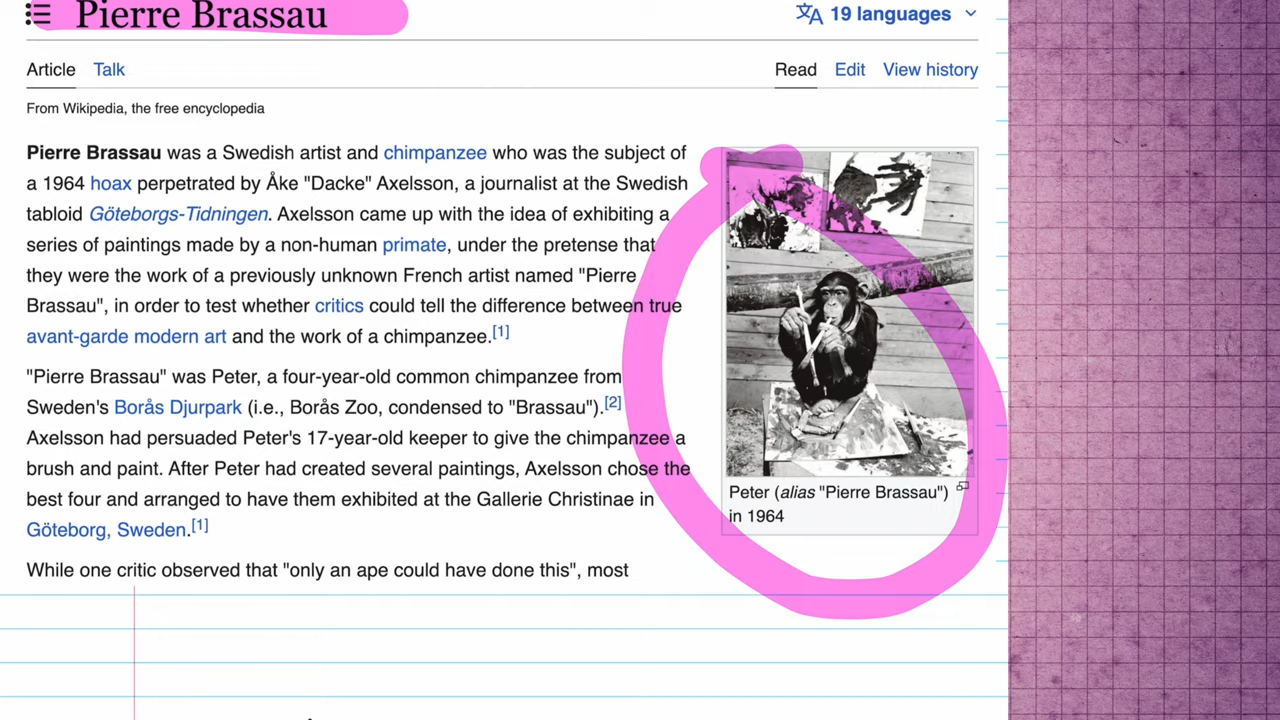 Pierre Brassau
19 languages
Article Talk Read Edit View history
From Wikipedia, the free encyclopedia
Pierre Brassau was a Swedish artist and chimpanzee who was the subject of
a 1964 hoax perpetrated by Åke "Dacke" Axelsson, a journalist at the Swedish
tabloid Göteborgs-Tidningen. Axelsson came up with the idea of exhibiting a
series of paintings made by a non-human primate, under the pretense that
they were the work of a previously unknown French artist named "Pierre
Brassau", in order to test whether critics could tell the difference between true
avant-garde modern art and the work of a chimpanzee.[1]
"Pierre Brassau" was Peter, a four-year-old common chimpanzee from
Sweden's Borås Djurpark (i.e., Borås Zoo, condensed to "Brassau").[2]
Axelsson had persuaded Peter's 17-year-old keeper to give the chimpanzee a
brush and paint. After Peter had created several paintings, Axelsson chose the
best four and arranged to have them exhibited at the Gallerie Christinae in
Göteborg, Sweden.[1]
While one critic observed that "only an ape could have done this", most
Peter (alias "Pierre Brassau")
in 1964